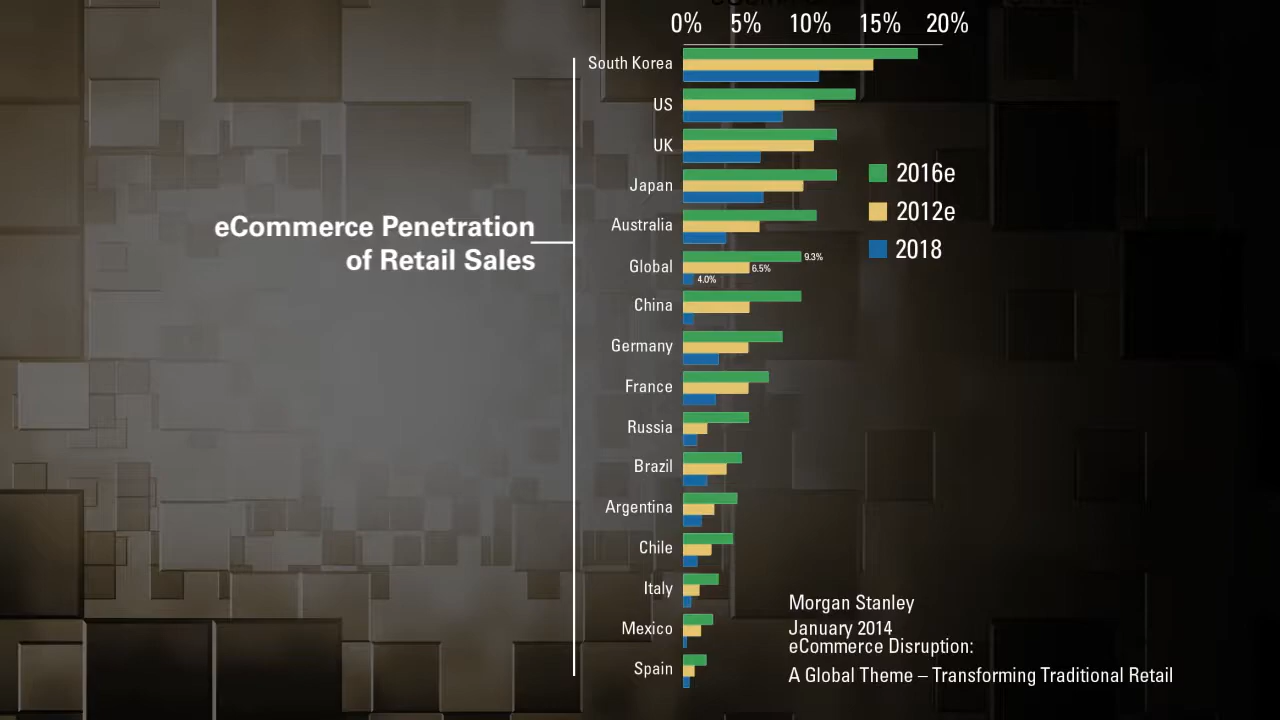 0% 5% 10% 15% 20%
South Korea
US
UK
Japan
Australia
Global
China
Germany
France
Russia
Brazil
Argentina
Chile
Italy
Mexico
Spain
eCommerce Penetration
of Retail Sales
9.3%
6.5%
4.0%
2016e
2012e
2018
Morgan Stanley
January 2014
eCommerce Disruption:
A Global Theme – Transforming Traditional Retail